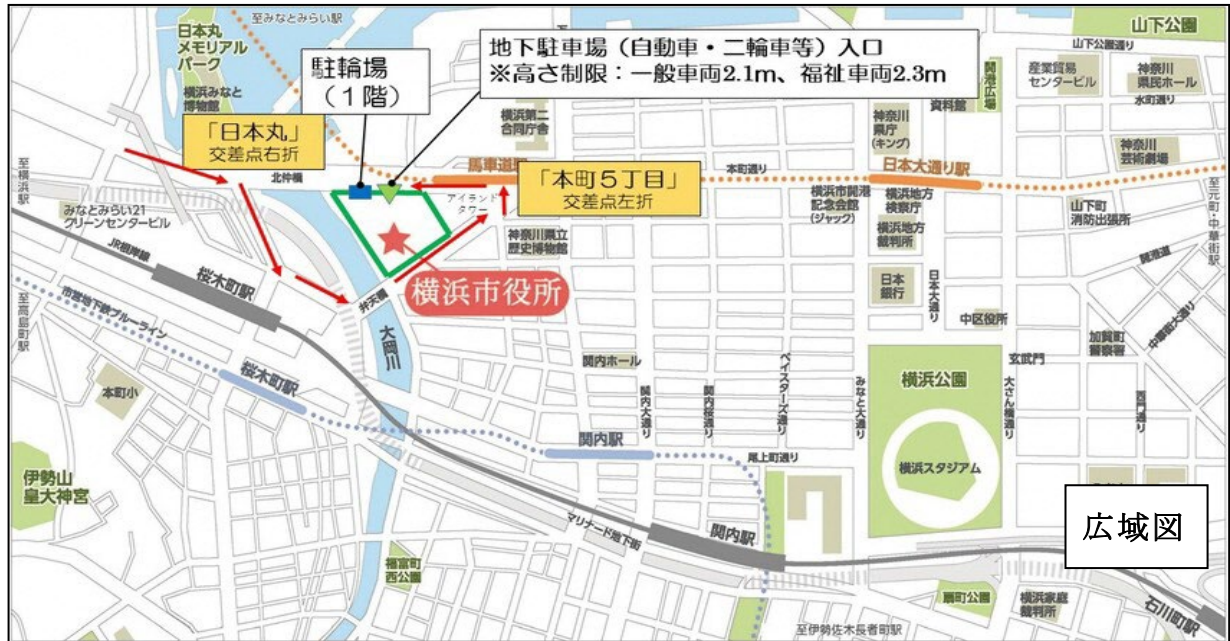 至みなとみらい駅
日本丸
メモリアル
パーク
横浜みなと
博物館
駐輪場
（１階）
地下駐車場（自動車・二輪車等）入口
※高さ制限：一般車両2.1m、福祉車両2.3m
山下公園
山下公園通り
産業貿易
センタービル
神奈川
県民ホール
水町通り
開港広場
資料館
横浜第二
合同庁舎
神奈川
県庁
(キング)
神奈川
芸術劇場
「日本丸」
交差点右折
北仲橋
馬車道
本町通り
日本大通り駅
「本町５丁目」
交差点左折
アイランド
タワー
神奈川県立
歴史博物館
横浜市開港
記念会館
(ジャック)
横浜地方
検察庁
横浜地方
裁判所
山下町
消防出張所
至元町・中華街駅
開港道
至横浜駅
みなとみらい21
グリーンセンタービル
JR根岸線
桜木町駅
横浜市役所
弁天橋
大岡川
日本
銀行
日本大通り
中区役所
加賀町
警察署
中華街大通り
至高島町駅
市営地下鉄ブルーライン
桜木町駅
本町小
関内ホール
関内大通り
関内桜通り
ベイスターズ通り
みなと大通り
横浜公園
玄武門
大さん橋通り
西門通り
伊勢山
皇大神宮
関内駅
尾上町通り
横浜スタジアム
広域図
マリナード地下街
関内駅
福富町
西公園
扇町公園
横浜家庭
裁判所
石川町駅
至伊勢佐木長者町駅